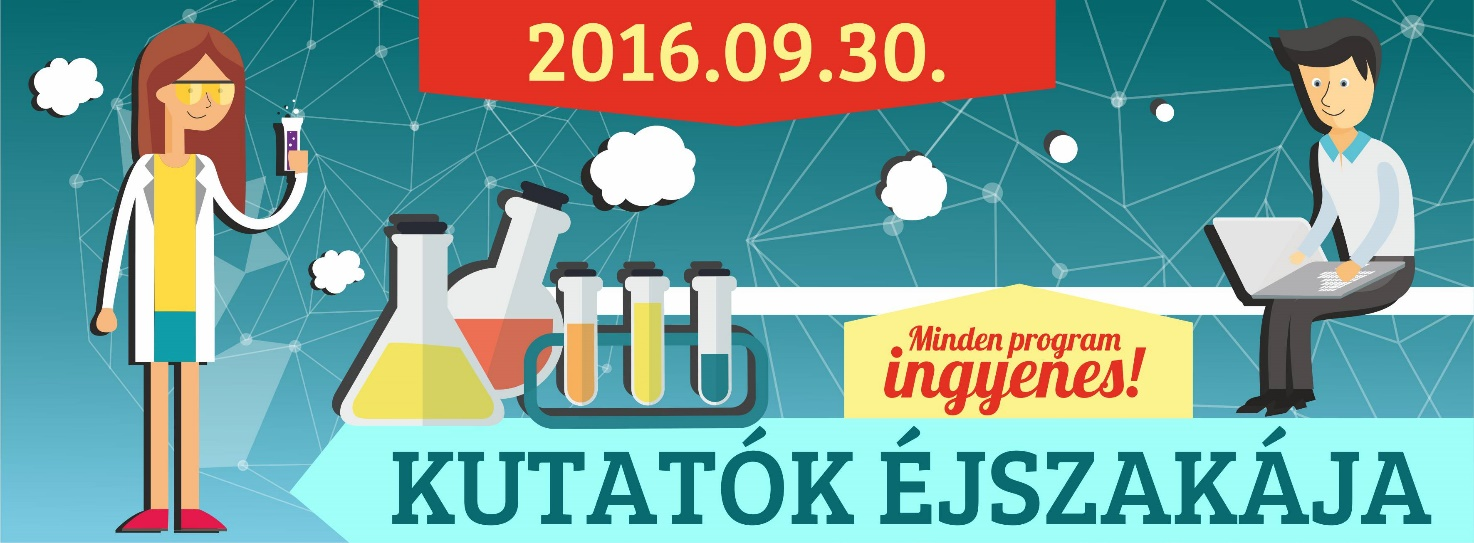 2016.09.30.
Minden program
ingyenes!
KUTATÓK ÉJSZAKÁJA